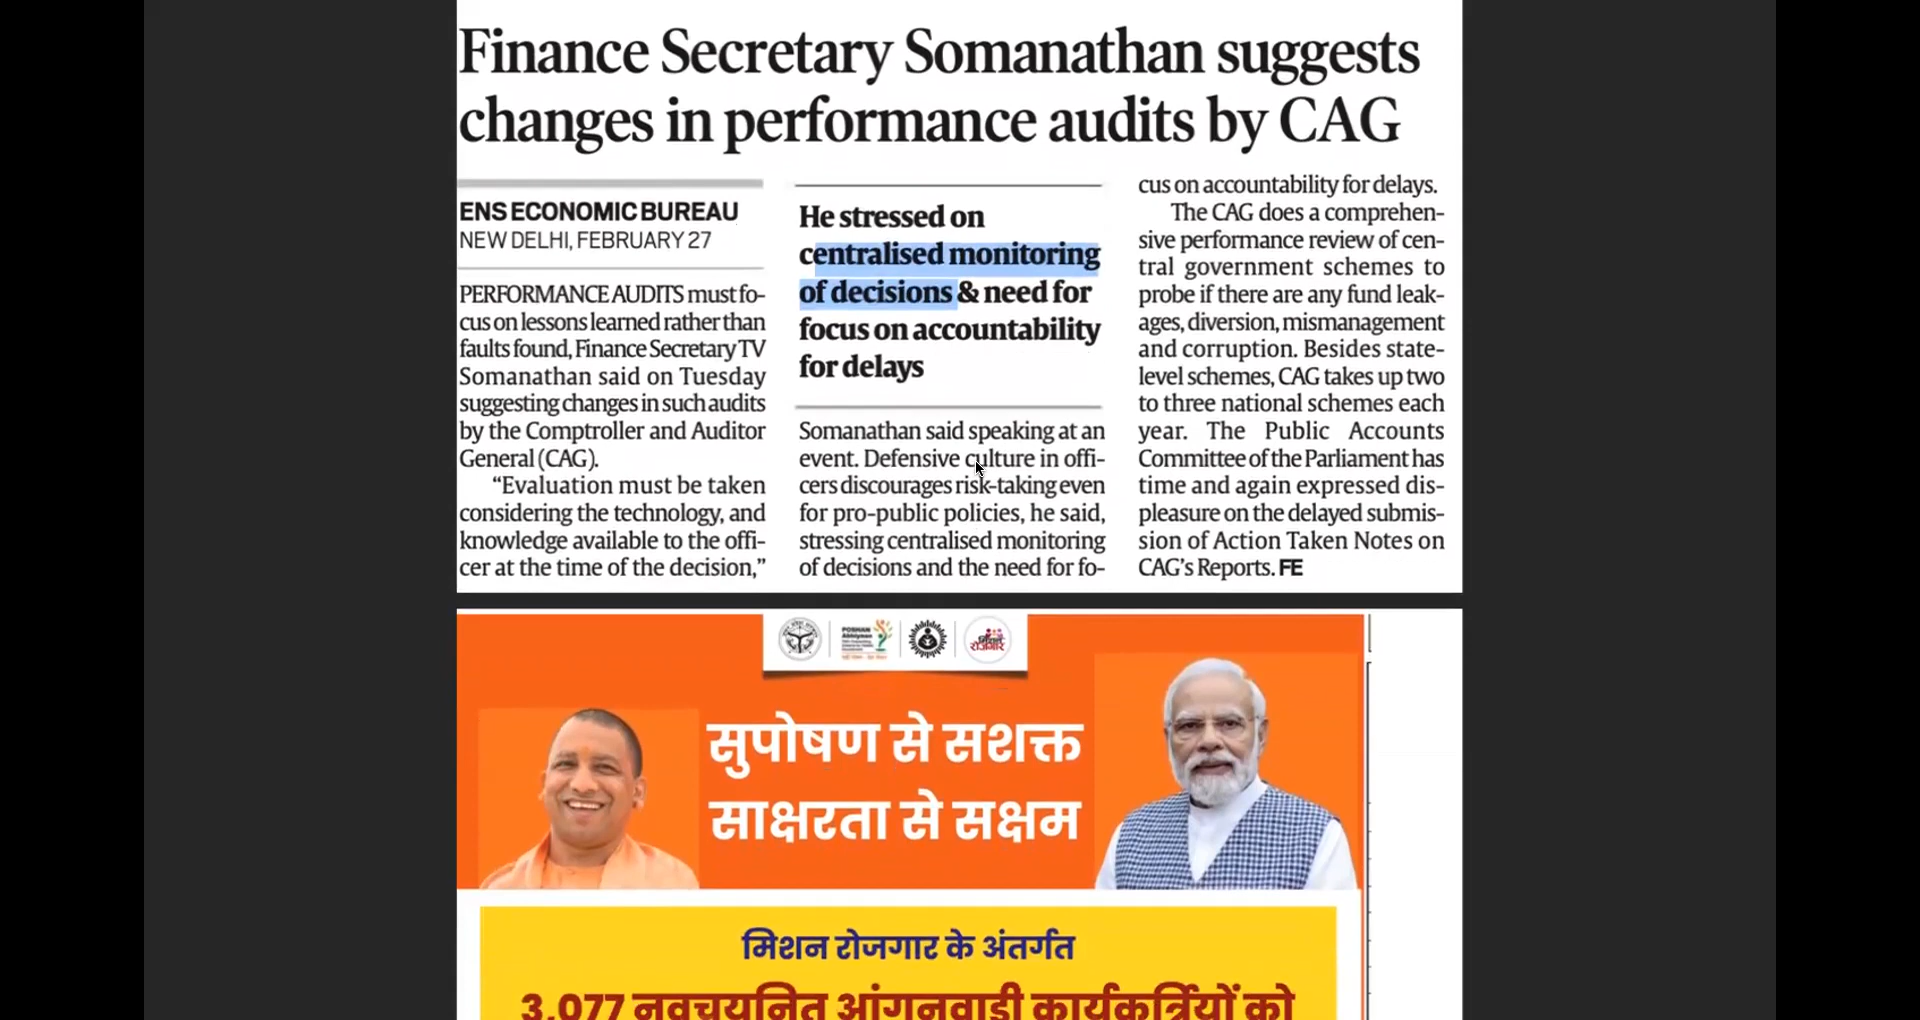 Finance Secretary Somanathan suggests
changes in performance audits by CAG
ENS ECONOMIC BUREAU
NEW DELHI, FEBRUARY 27
PERFORMANCE AUDITS must fo-
cus on lessons learned rather than
faults found, Finance Secretary TV
Somanathan said on Tuesday
suggesting changes in such audits
by the Comptroller and Auditor
General (CAG).
“Evaluation must be taken
considering the technology, and
knowledge available to the offi-
cer at the time of the decision,”
He stressed on
centralised monitoring
of decisions & need for
focus on accountability
for delays
Somanathan said speaking at an
event. Defensive culture in offi-
cers discourages risk-taking even
for pro-public policies, he said,
stressing centralised monitoring
of decisions and the need for fo-
cus on accountability for delays.
The CAG does a comprehen-
sive performance review of cen-
tral government schemes to
probe if there are any fund leak-
ages, diversion, mismanagement
and corruption. Besides state-
level schemes, CAG takes up two
to three national schemes each
year. The Public Accounts
Committee of the Parliament has
time and again expressed dis-
pleasure on the delayed submis-
sion of Action Taken Notes on
CAG’s Reports. FE
POSHAN
Abhiyaan
मिशन
रोजगार
सुपोषण से सशक्त
साक्षरता से सक्षम
मिशन रोजगार के अंतर्गत
3,077 नवचयनित आंगनवाड़ी कार्यकर्त्रियों को